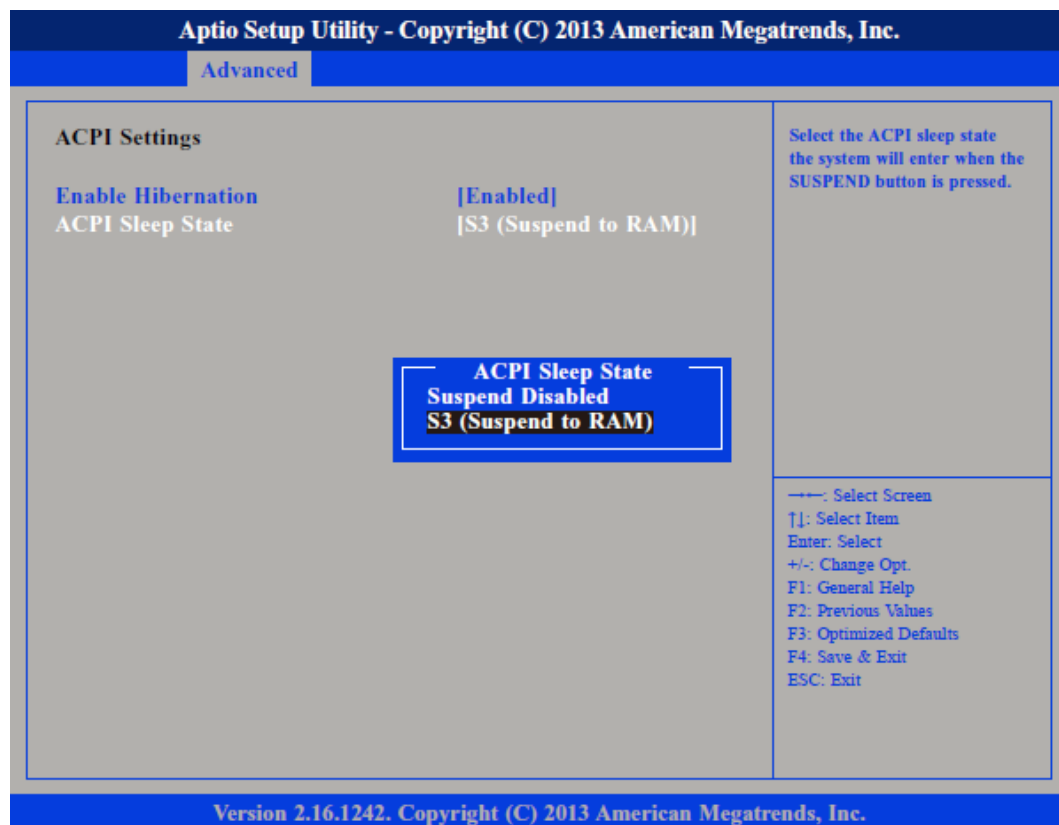 Aptio Setup Utility - Copyright (C) 2013 American Megatrends, Inc.
Advanced
ACPI Settings
Enable Hibernation [Enabled]
ACPI Sleep State [S3 (Suspend to RAM)]
ACPI Sleep State
Suspend Disabled
S3 (Suspend to RAM)
Select the ACPI sleep state
the system will enter when the
SUSPEND button is pressed.
→←: Select Screen
↑↓: Select Item
Enter: Select
+/-: Change Opt.
F1: General Help
F2: Previous Values
F3: Optimized Defaults
F4: Save & Exit
ESC: Exit
Version 2.16.1242. Copyright (C) 2013 American Megatrends, Inc.